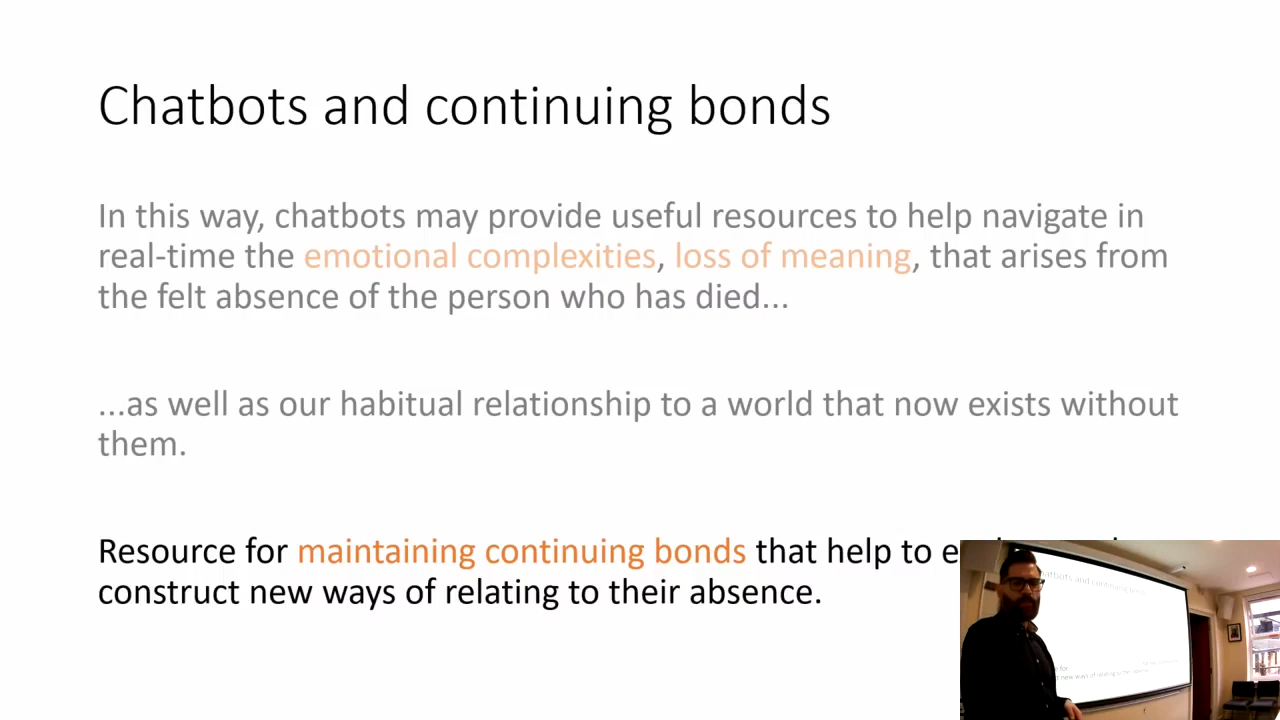 Chatbots and continuing bonds
In this way, chatbots may provide useful resources to help navigate in
real-time the emotional complexities, loss of meaning, that arises from
the felt absence of the person who has died...
...as well as our habitual relationship to a world that now exists without
them.
Resource for maintaining continuing bonds that help to
construct new ways of relating to their absence.